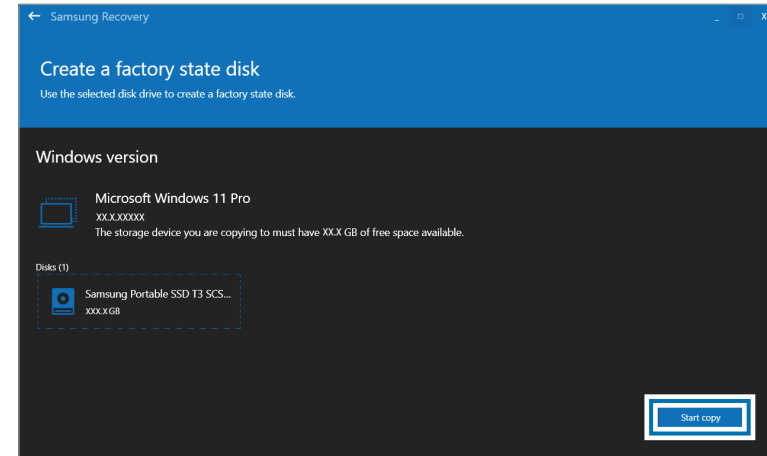 Samsung Recovery
Create a factory state disk
Use the selected disk drive to create a factory state disk.
Windows version
Microsoft Windows 11 Pro
XX.X.XXXXX
The storage device you are copying to must have XX.X GB of free space available.
Disks (1)
Samsung Portable SSD T3 SCS...
XXX.X GB
Start copy